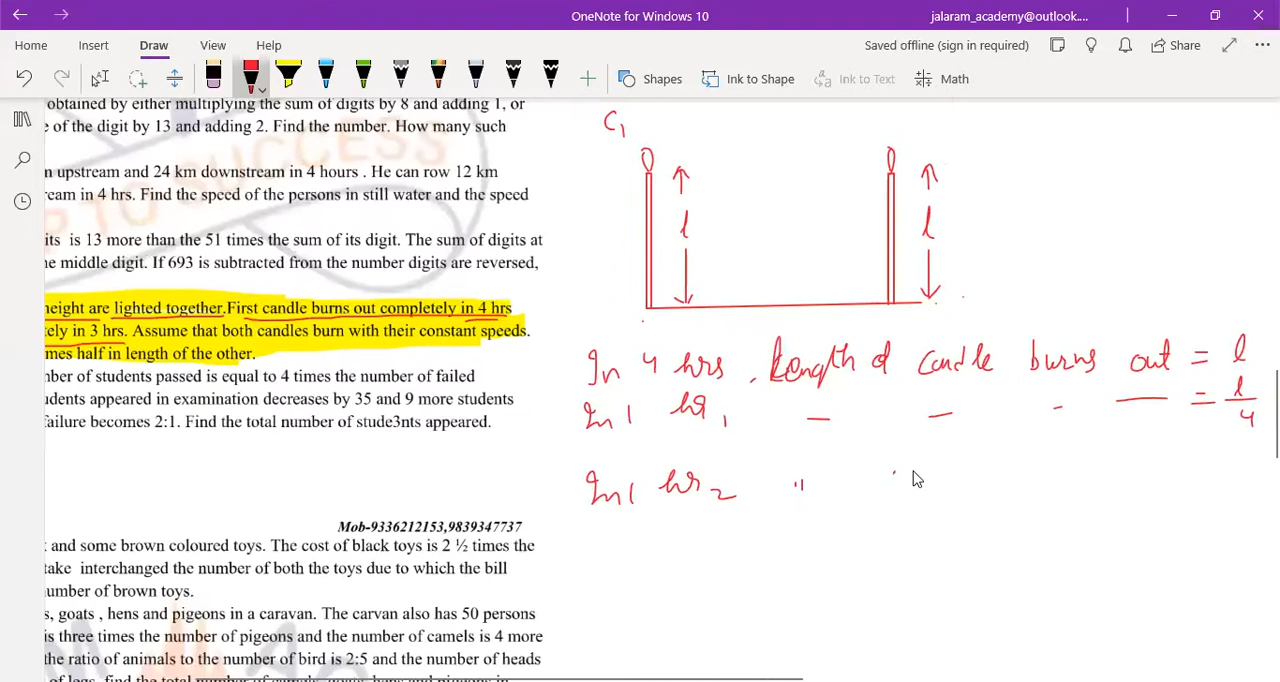 OneNote for Windows 10
jalaram_academy@outlook....
Home Insert Draw View Help
Saved offline (sign in required) Share
Shapes Ink to Shape Ink to Text Math
obtained by either multiplying the sum of digits by 8 and adding 1, or
e of the digit by 13 and adding 2. Find the number. How many such
n upstream and 24 km downstream in 4 hours . He can row 12 km
ream in 4 hrs. Find the speed of the persons in still water and the speed
its is 13 more than the 51 times the sum of its digit. The sum of digits at
e middle digit. If 693 is subtracted from the number digits are reversed,
neight are lighted together.First candle burns out completely in 4 hrs
tely in 3 hrs. Assume that both candles burn with their constant speeds.
mes half in length of the other.
nber of students passed is equal to 4 times the number of failed
udents appeared in examination decreases by 35 and 9 more students
failure becomes 2:1. Find the total number of stude3nts appeared.
Mob-9336212153,9839347737
and some brown coloured toys. The cost of black toys is 2 ½ times the
take interchanged the number of both the toys due to which the bill
umber of brown toys.
s, goats , hens and pigeons in a caravan. The carvan also has 50 persons
is three times the number of pigeons and the number of camels is 4 more
the ratio of animals to the number of bird is 2:5 and the number of heads
TO SUCCESS
C1
l l
In 4 hrs, Length of candle burns out = l
In 1 hr, — — - — = l/4
In 1 hr2 "